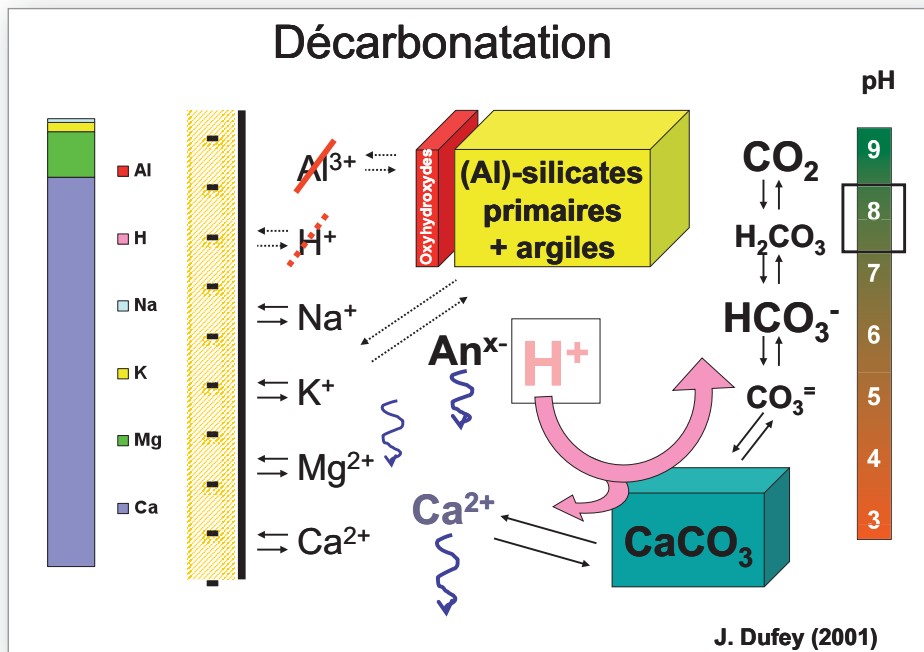 Décarbonatation
pH
Al
H
Na
K
Mg
Ca
Al³⁺
H⁺
Na⁺
K⁺
Mg²⁺
Ca²⁺
Oxyhydroxydes
(Al)-silicates
primaires
+ argiles
Anˣ⁻
H⁺
Ca²⁺
CaCO₃
CO₂
H₂CO₃
HCO₃⁻
CO₃⁼
9
8
7
6
5
4
3
J. Dufey (2001)